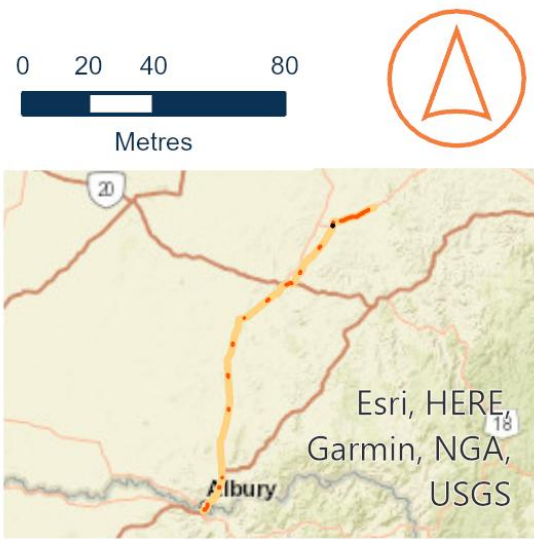 0 20 40 80
Metres
20
Esri, HERE,
18
Garmin, NGA,
Albury
USGS